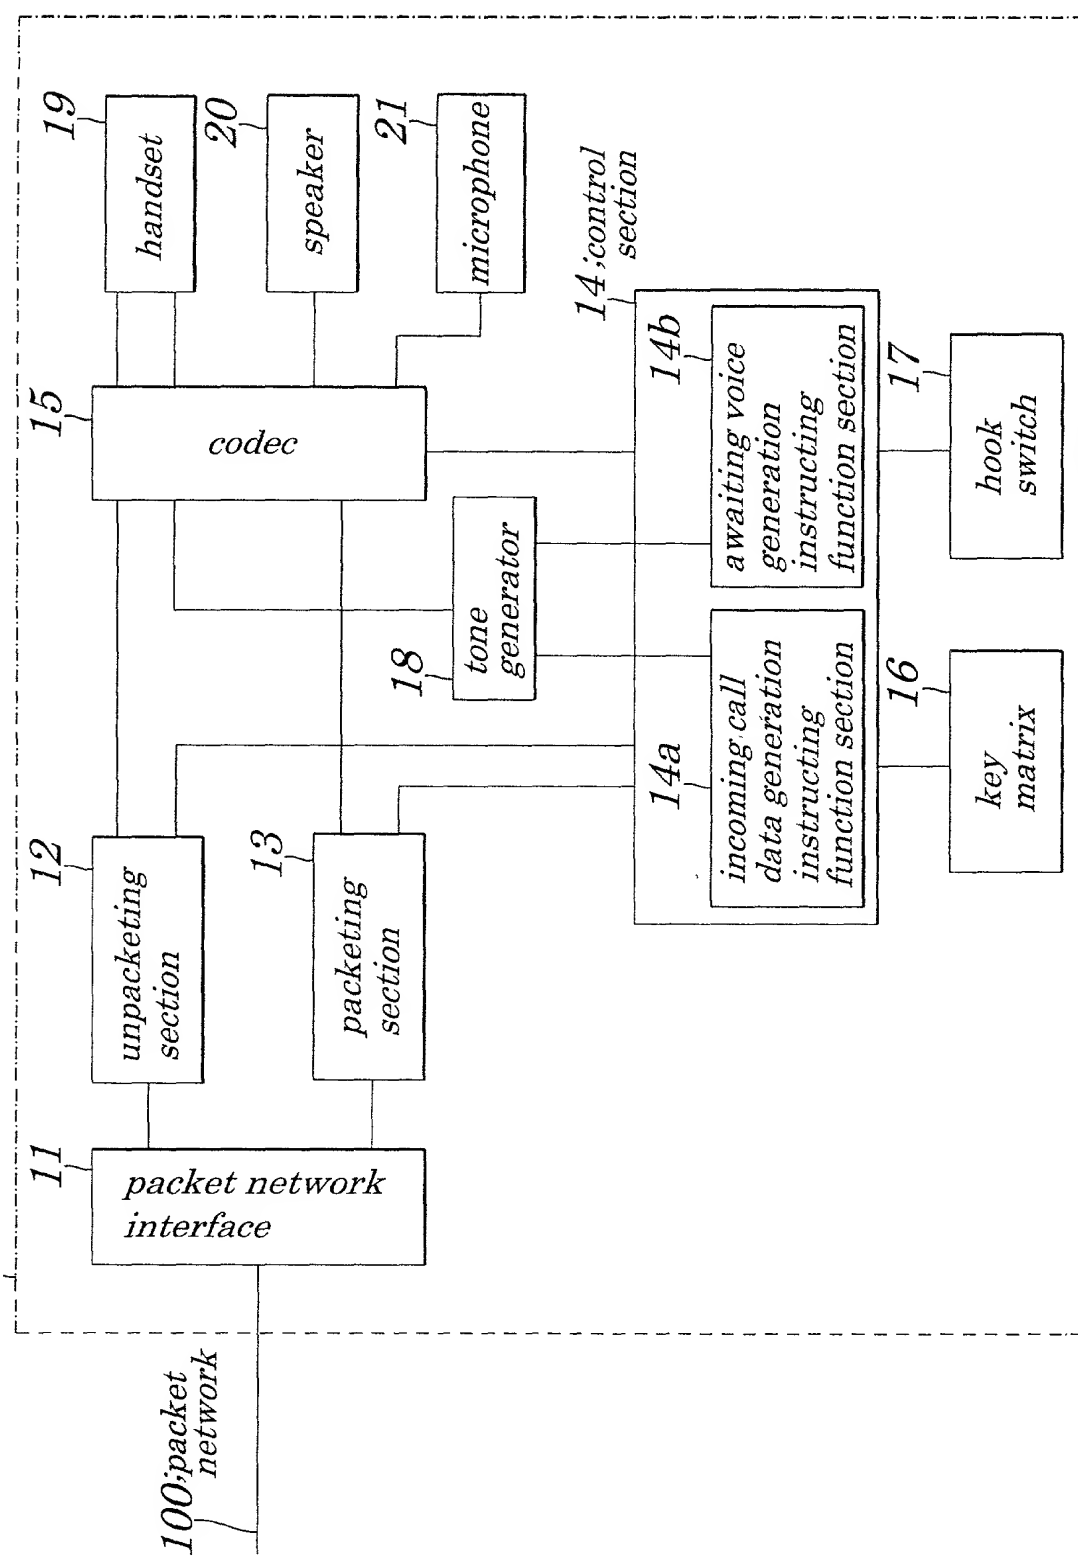 100;packet
network
11
packet network
interface
12
unpacketing
section
13
packeting
section
15
codec
18
tone
generator
19
handset
20
speaker
21
microphone
14;control
section
14a
incoming call
data generation
instructing
function section
14b
awaiting voice
generation
instructing
function section
16
key
matrix
17
hook
switch